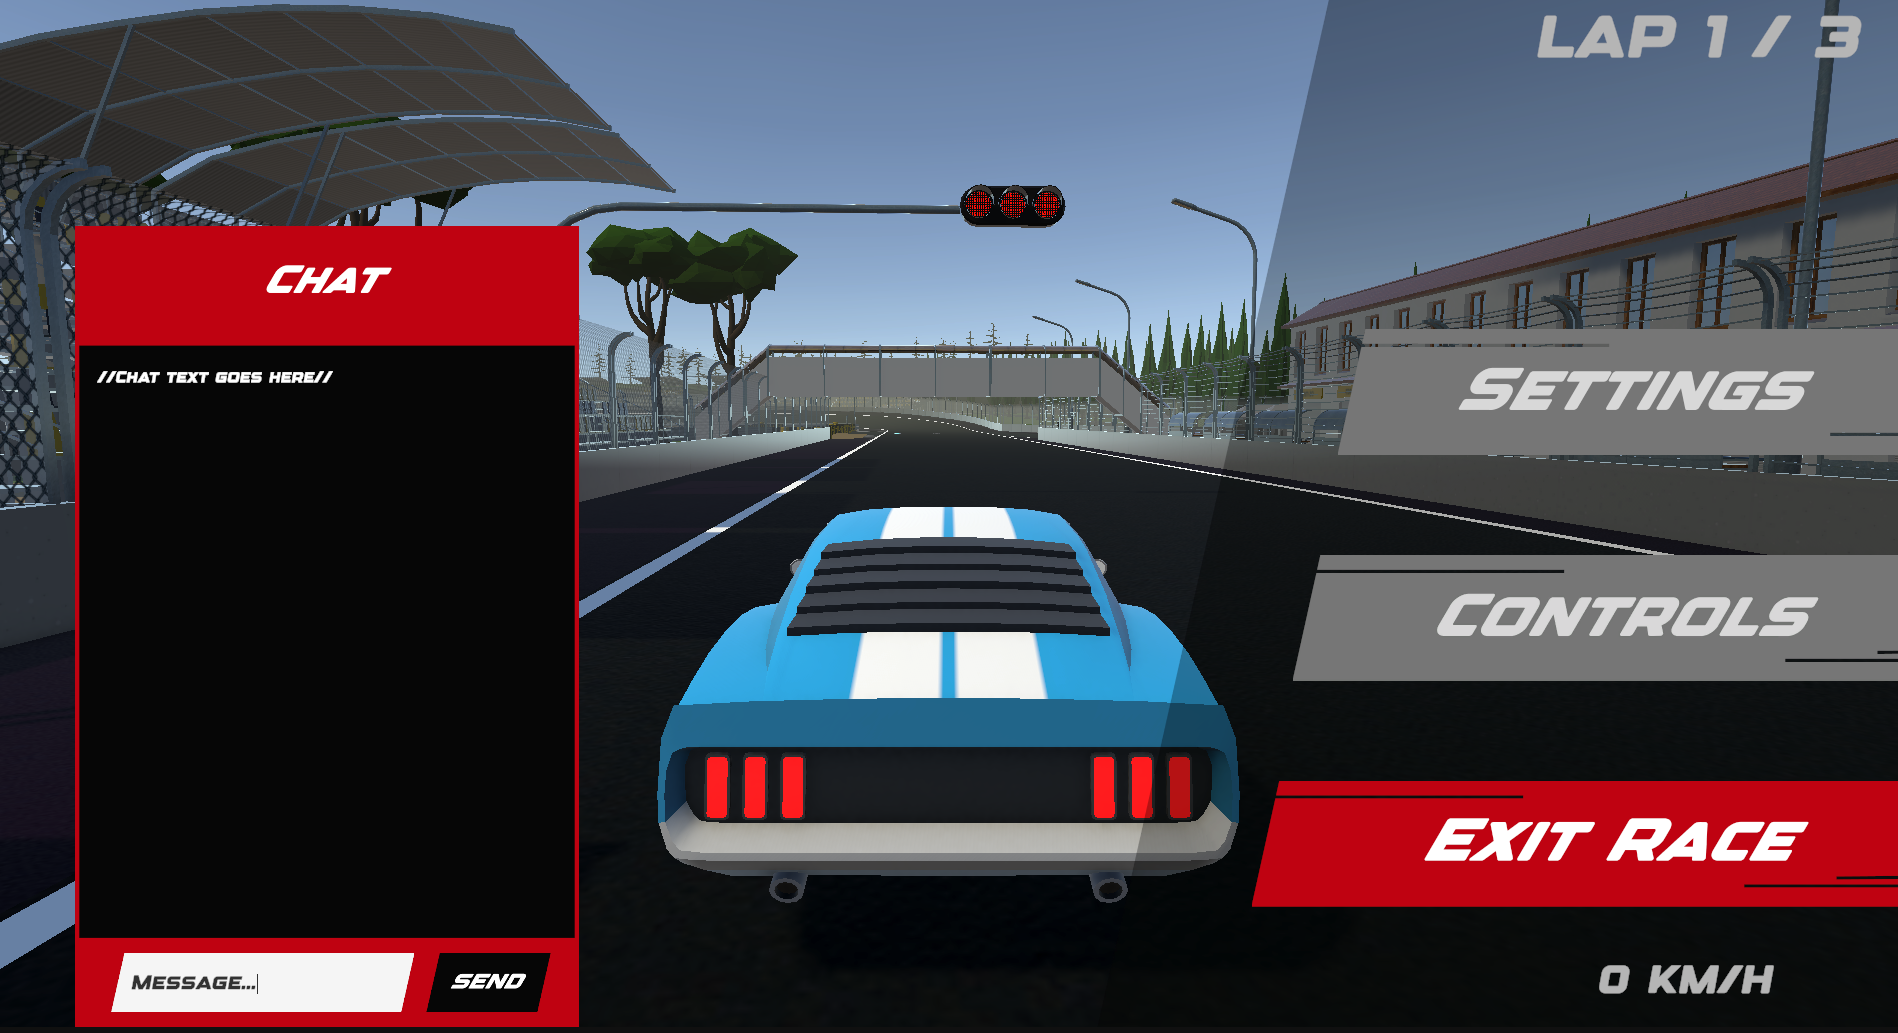 LAP 1 / 3
CHAT
//CHAT TEXT GOES HERE//
SETTINGS
CONTROLS
EXIT RACE
MESSAGE...
SEND
0 KM/H